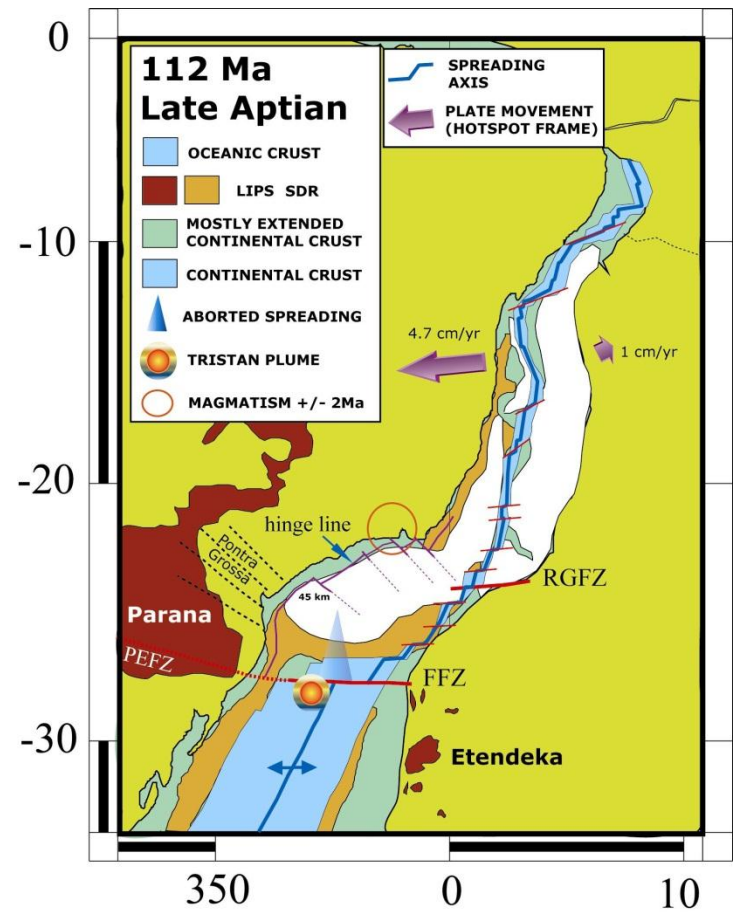 0
-10
-20
-30
112 Ma
Late Aptian
OCEANIC CRUST
LIPS SDR
MOSTLY EXTENDED
CONTINENTAL CRUST
CONTINENTAL CRUST
ABORTED SPREADING
TRISTAN PLUME
MAGMATISM +/- 2Ma
SPREADING
AXIS
PLATE MOVEMENT
(HOTSPOT FRAME)
4.7 cm/yr
1 cm/yr
hinge line
Pontra
Grossa
45 km
RGFZ
Parana
PEFZ
FFZ
Etendeka
350
0
10